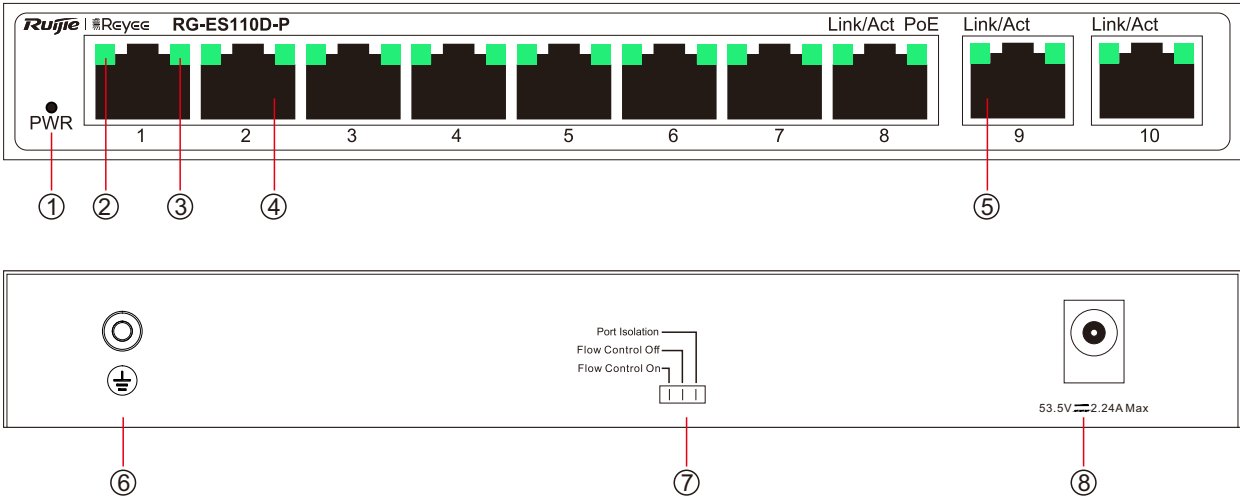 Ruijie | Reyee RG-ES110D-P Link/Act PoE Link/Act Link/Act
PWR
1 2 3 4 5 6 7 8 9 10
① ② ③ ④ ⑤
Port Isolation
Flow Control Off
Flow Control On
53.5V 2.24A Max
⑥ ⑦ ⑧